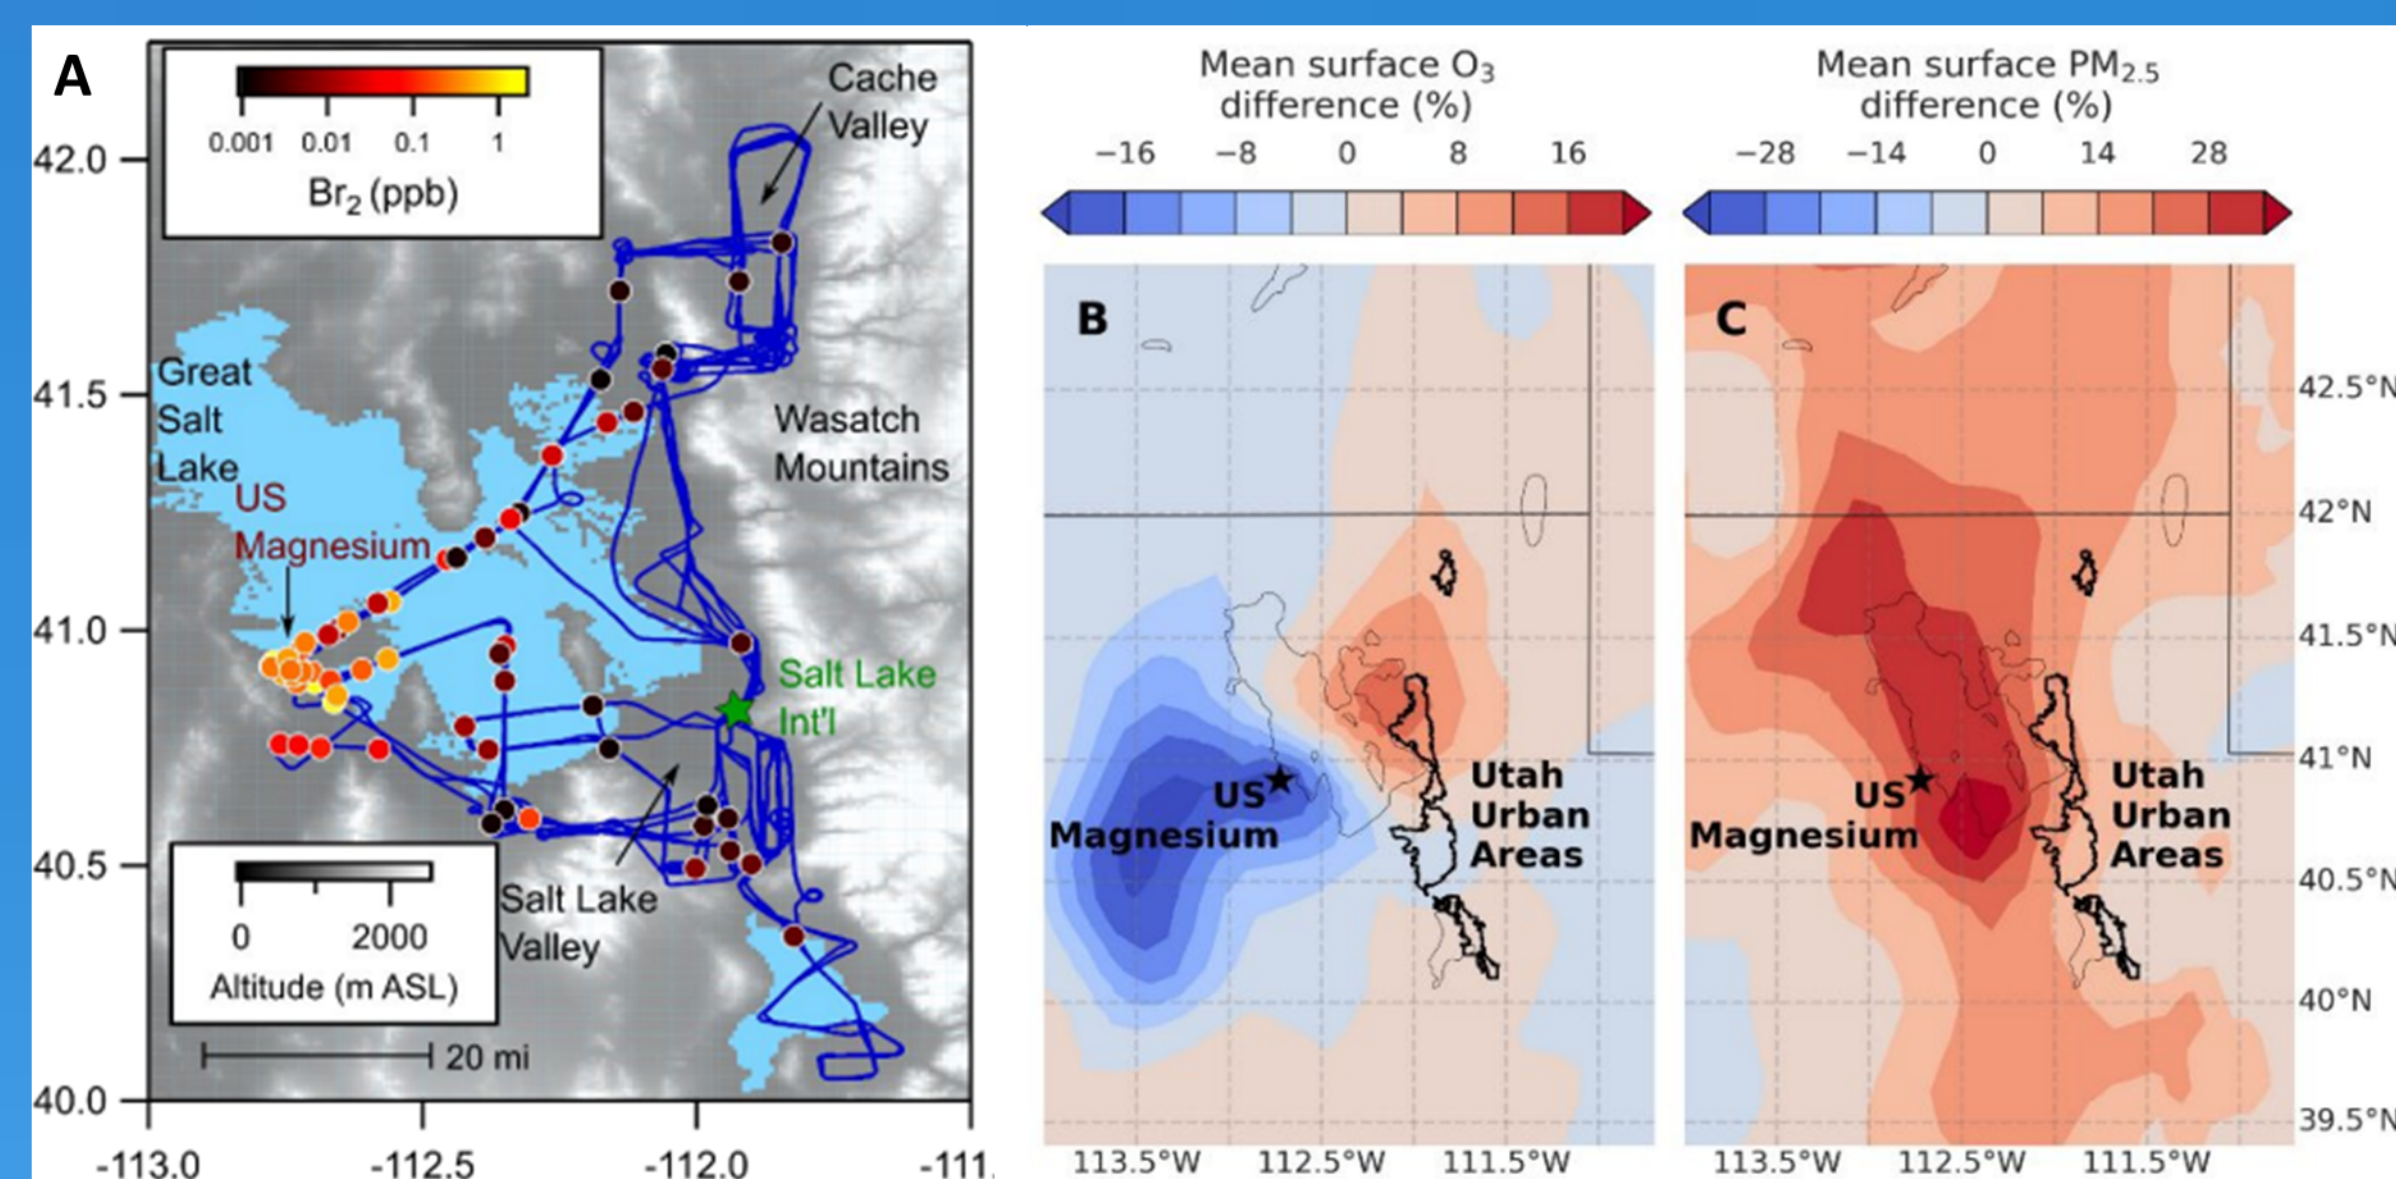 A
0.001 0.01 0.1 1
Br2 (ppb)
Cache
Valley
42.0
41.5
41.0
40.5
40.0
Great
Salt
Lake
US
Magnesium
Wasatch
Mountains
Salt Lake
Int'l
Salt Lake
Valley
0 2000
Altitude (m ASL)
20 mi
-113.0 -112.5 -112.0 -111.
Mean surface O3
difference (%)
−16 −8 0 8 16
B
US
Magnesium
Utah
Urban
Areas
113.5°W 112.5°W 111.5°W
Mean surface PM2.5
difference (%)
−28 −14 0 14 28
C
US
Magnesium
Utah
Urban
Areas
42.5°N
42°N
41.5°N
41°N
40.5°N
40°N
39.5°N
113.5°W 112.5°W 111.5°W